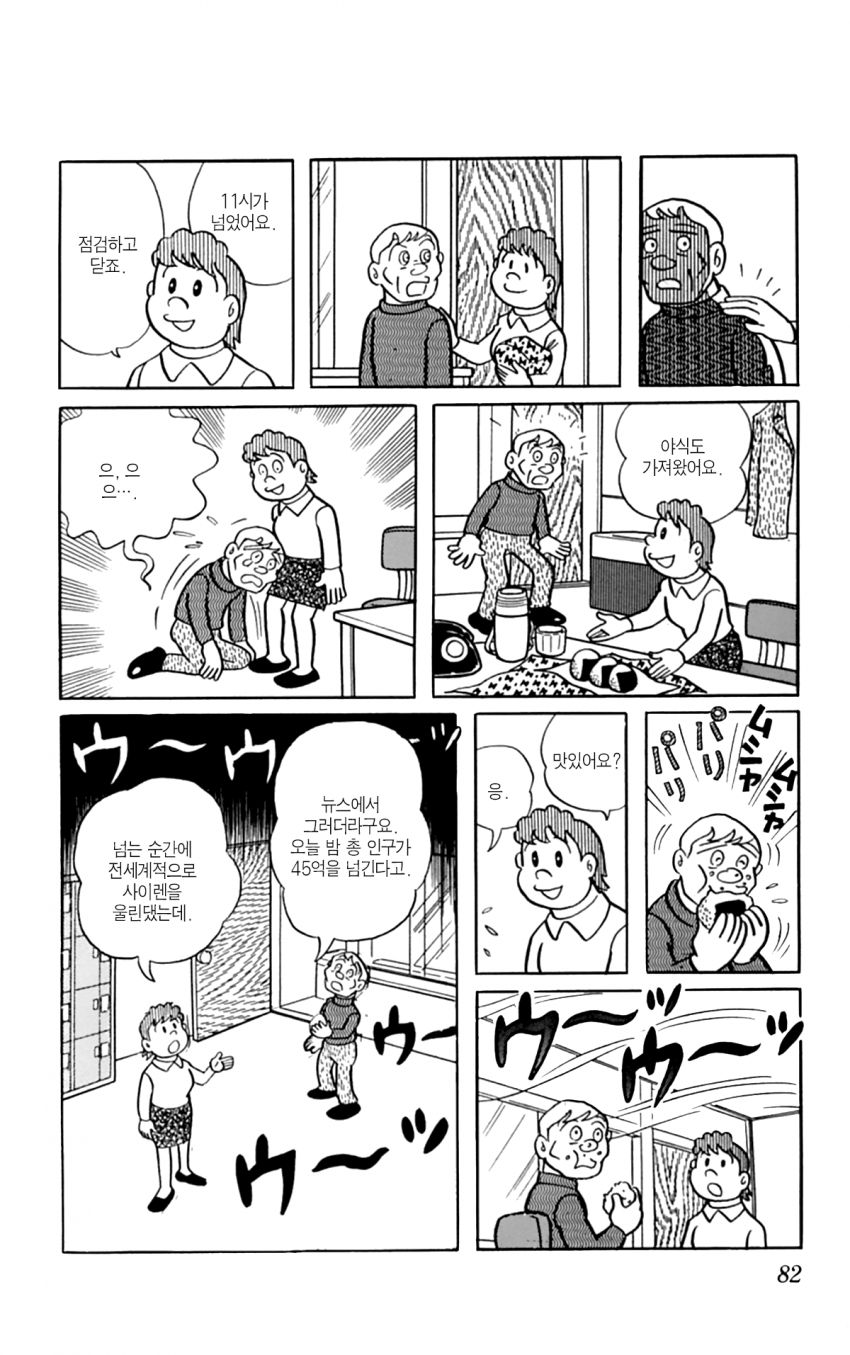 11시가
넘었어요.
점검하고
닫죠.
야식도
가져왔어요.
으, 으
으….
ムシャ
ムシャ
パリ
パリ
맛있어요?
응.
ウ〜ウ〜ッ
뉴스에서
그러더라구요.
오늘 밤 총 인구가
45억을 넘긴다고.
넘는 순간에
전세계적으로
사이렌을
울린댔는데.
ウ〜
ウ〜ッ
ウ〜ッ
ウ〜ッ
82